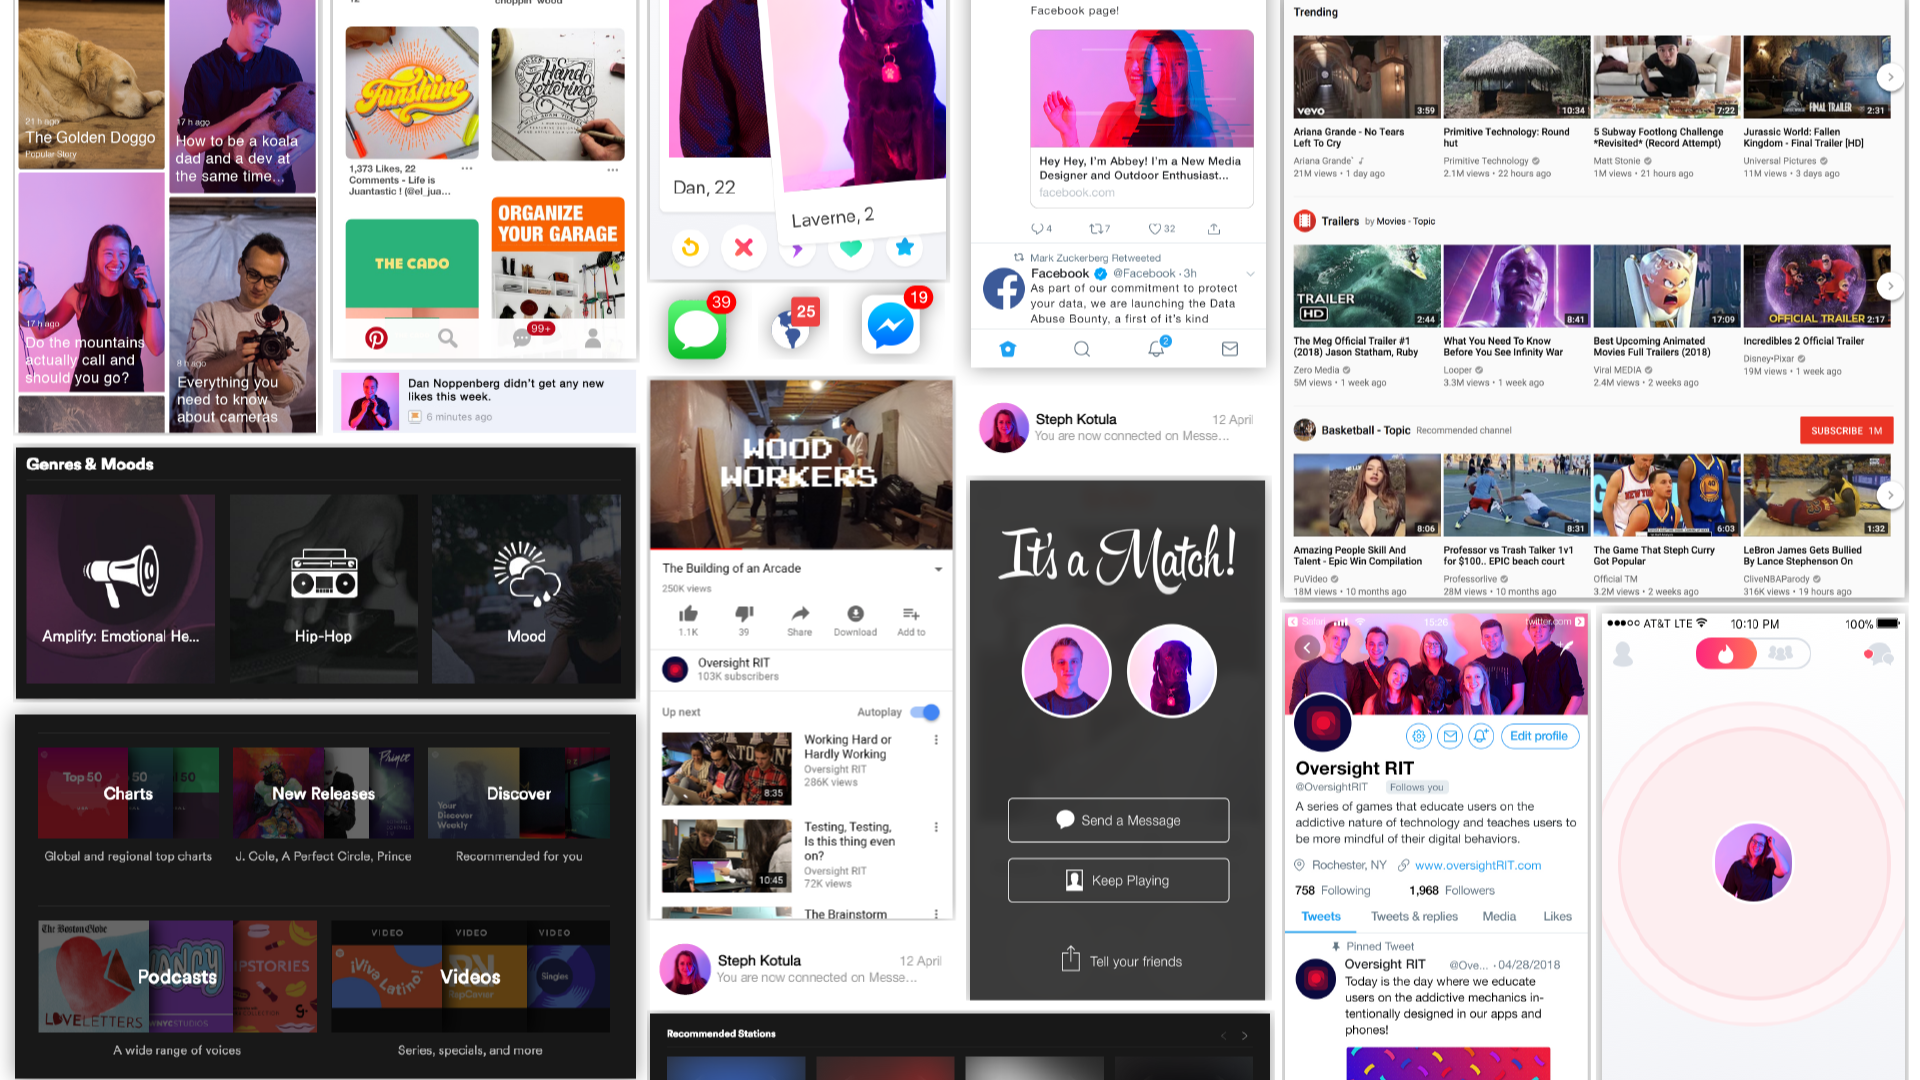 21 h ago
The Golden Doggo
Popular Story
17 h ago
How to be a koala
dad and a dev at
the same time...
17 h ago
Do the mountains
actually call and
should you go?
8 h ago
Everything you
need to know
about cameras
Funshine
1,373 Likes, 22
Comments - Life is
Juantastic ! (@el_jua...
THE CADO
Hand
Lettering
ORGANIZE
YOUR GARAGE
99+
Dan Noppenberg didn't get any new
likes this week.
6 minutes ago
Dan, 22
Laverne, 2
39
25
19
Facebook page!
Hey Hey, I'm Abbey! I'm a New Media
Designer and Outdoor Enthusiast...
facebook.com
4
7
32
Mark Zuckerberg Retweeted
Facebook @Facebook · 3h
As part of our commitment to protect
your data, we are launching the Data
Abuse Bounty, a first of it's kind
2
Steph Kotula 12 April
You are now connected on Messe...
Trending
vevo 3:59
10:34
7:22
FINAL TRAILER 2:31
Ariana Grande - No Tears
Left To Cry
Ariana Grande
21M views • 1 day ago
Primitive Technology: Round
hut
Primitive Technology
2.1M views • 22 hours ago
5 Subway Footlong Challenge
*Revisited* (Record Attempt)
Matt Stonie
1M views • 21 hours ago
Jurassic World: Fallen
Kingdom - Final Trailer [HD]
Universal Pictures
11M views • 3 days ago
Trailers by Movies - Topic
TRAILER
HD 2:44
8:41
17:09
OFFICIAL TRAILER 2:17
The Meg Official Trailer #1
(2018) Jason Statham, Ruby
Zero Media
5M views • 1 week ago
What You Need To Know
Before You See Infinity War
Looper
3.3M views • 1 week ago
Best Upcoming Animated
Movies Full Trailers (2018)
Viral MEDIA
2.4M views • 2 weeks ago
Incredibles 2 Official Trailer
Disney•Pixar
19M views • 1 week ago
Basketball - Topic Recommended channel
SUBSCRIBE 1M
8:06
8:31
6:03
1:32
Amazing People Skill And
Talent - Epic Win Compilation
PuVideo
18M views • 10 months ago
Professor vs Trash Talker 1v1
for $100.. EPIC beach court
Professorlive
28M views • 10 months ago
The Game That Steph Curry
Got Popular
Official TM
3.2M views • 2 weeks ago
LeBron James Gets Bullied
By Lance Stephenson On
CliveNBAParody
316K views • 19 hours ago
Genres & Moods
Amplify: Emotional He...
Hip-Hop
Mood
Top 50
Charts
New Releases
Prince
Discover
Your
Discover
Weekly
Global and regional top charts
J. Cole, A Perfect Circle, Prince
Recommended for you
The Boston Globe
LOVELETTERS
WNYCSTUDIOS
Podcasts
VIDEO
VIDEO
VIDEO
¡Viva Latino!
RapCaviar
Singles
Videos
A wide range of voices
Series, specials, and more
WOOD
WORKERS
The Building of an Arcade
250K views
1.1K
39
Share
Download
Add to
Oversight RIT
103K subscribers
Up next
Autoplay
8:35
Working Hard or
Hardly Working
Oversight RIT
286K views
10:45
Testing, Testing,
Is this thing even
on?
Oversight RIT
72K views
The Brainstorm
Steph Kotula 12 April
You are now connected on Messe...
Recommended Stations
It's a Match!
Send a Message
Keep Playing
Tell your friends
Safari 15:26 twitter.com
Edit profile
Oversight RIT
@OversightRIT Follows you
A series of games that educate users on the
addictive nature of technology and teaches users to
be more mindful of their digital behaviors.
Rochester, NY www.oversightRIT.com
758 Following 1,968 Followers
Tweets Tweets & replies Media Likes
Pinned Tweet
Oversight RIT @Ove... · 04/28/2018
Today is the day where we educate
users on the addictive mechanics in-
tentionally designed in our apps and
phones!
AT&T LTE 10:10 PM 100%